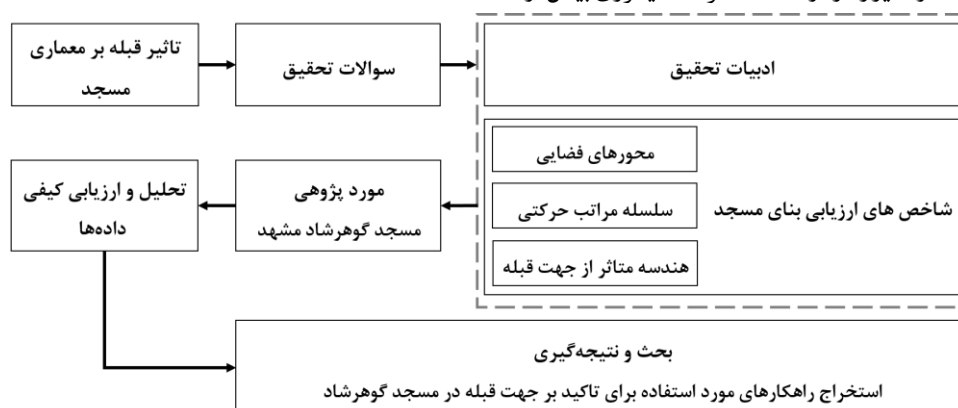 تاثیر قبله بر معماری
مسجد
سوالات تحقیق
ادبیات تحقیق
محورهای فضایی
سلسله مراتب حرکتی
هندسه متاثر از جهت قبله
شاخص های ارزیابی بنای مسجد
مورد پژوهی
مسجد گوهرشاد مشهد
تحلیل و ارزیابی کیفی
داده‌ها
بحث و نتیجه‌گیری
استخراج راهکارهای مورد استفاده برای تاکید بر جهت قبله در مسجد گوهرشاد